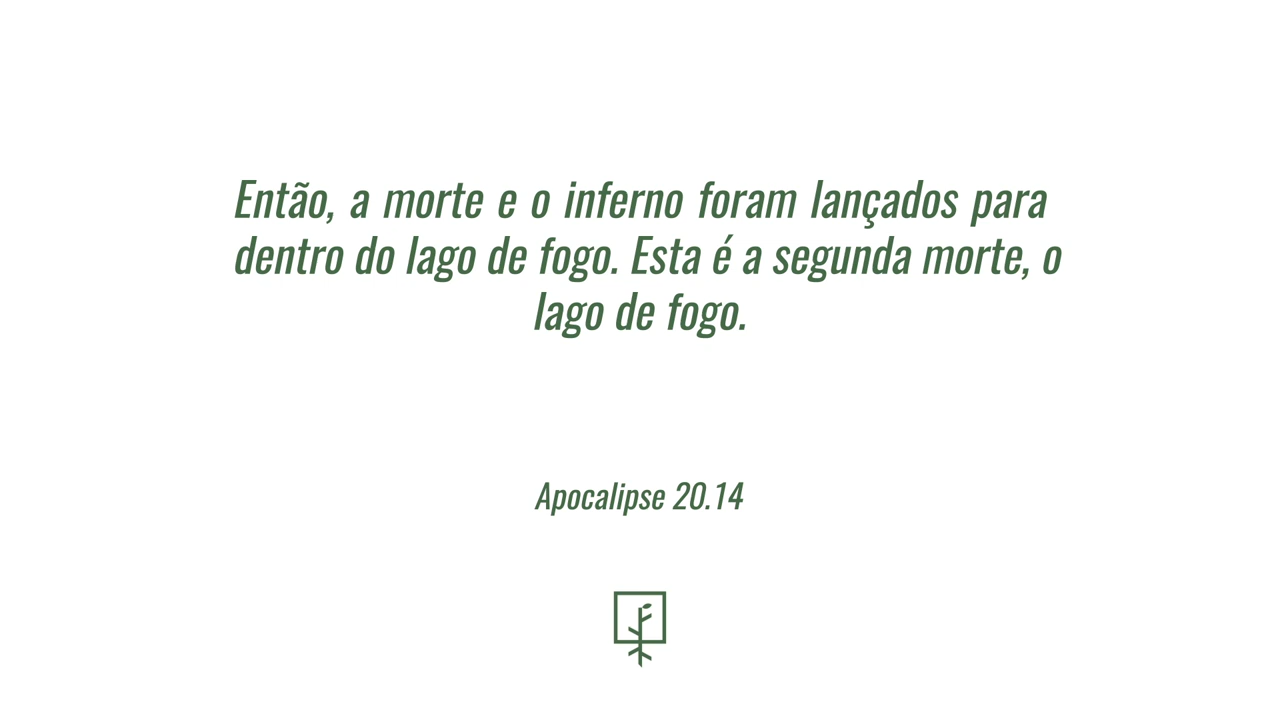 Então, a morte e o inferno foram lançados para
dentro do lago de fogo. Esta é a segunda morte, o
lago de fogo.
Apocalipse 20.14